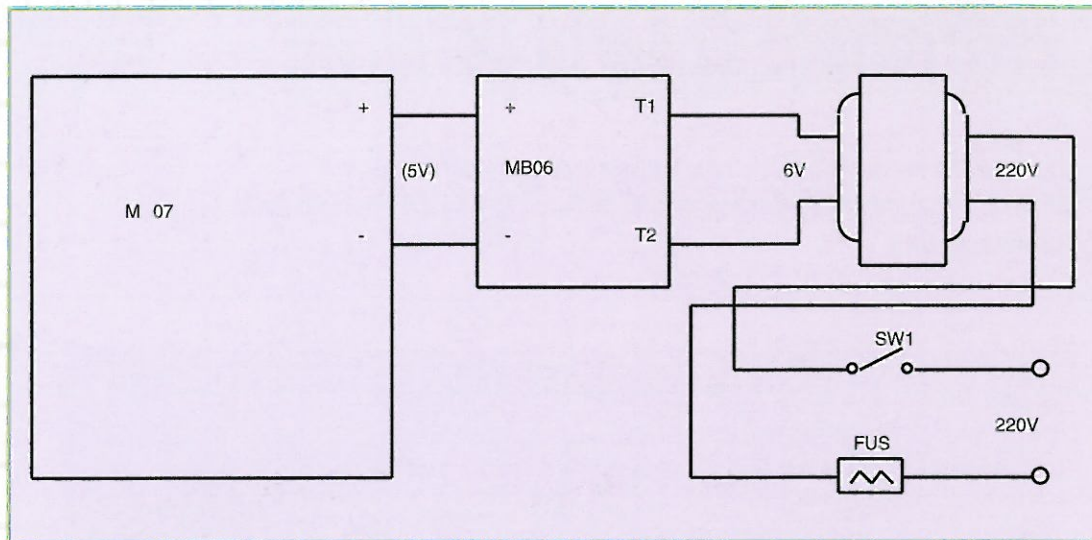 + ÷ T1
(5V) MB06 6V 220V
M 07
- - T2
SW1
220V
FUS